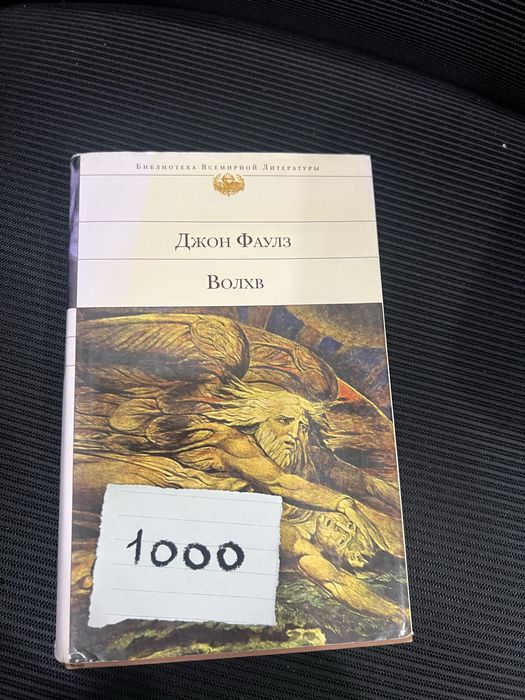 Библиотека Всемирной Литературы
Джон Фаулз
Волхв
1000